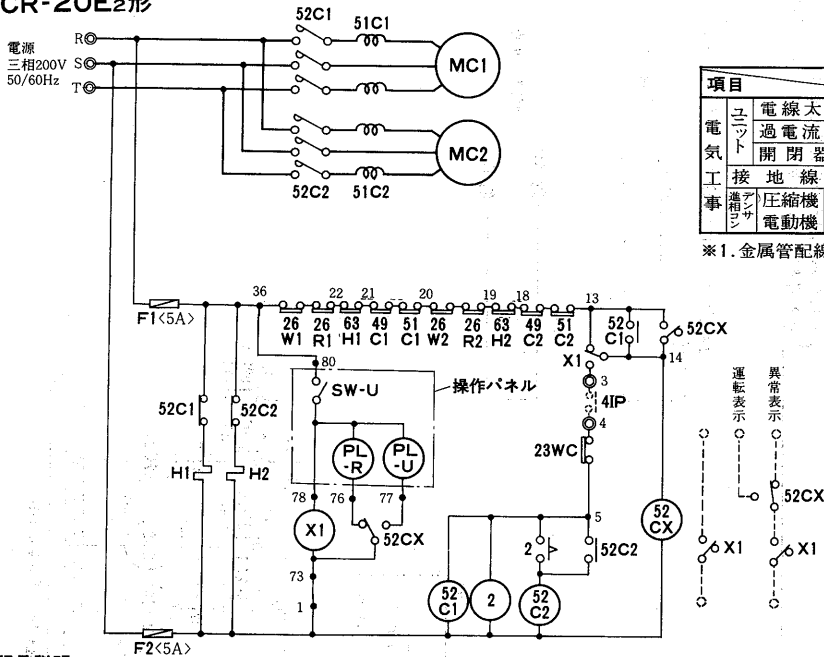 CR-20E2形
電源
三相200V
50/60Hz
R
S
T
52C1
51C1
MC1
MC2
52C2
51C2
項目
電気工事
ユニット
電線太
過電流
開閉器
接地線
進相コンデンサ
圧縮機
電動機
※1.金属管配線
F1<5A>
36
22
21
20
19
18
13
26 W1
26 R1
63 H1
49 C1
51 C1
26 W2
26 R2
63 H2
49 C2
51 C2
52 C1
52CX
X1
14
80
SW-U
操作パネル
3
4IP
4
23WC
運転表示
異常表示
52C1
52C2
PL-R
PL-U
H1
H2
78
76
77
52CX
X1
5
2
52C2
52 CX
52CX
X1
X1
73
1
52 C1
2
52 C2
F2<5A>